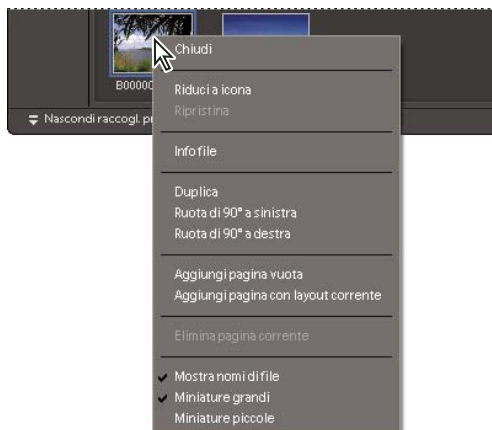 Chiudi
B0000
Riduci a icona
Ripristina
Nascondi raccogl. pr
Info file
Duplica
Ruota di 90° a sinistra
Ruota di 90° a destra
Aggiungi pagina vuota
Aggiungi pagina con layout corrente
Elimina pagina corrente
Mostra nomi di file
Miniature grandi
Miniature piccole